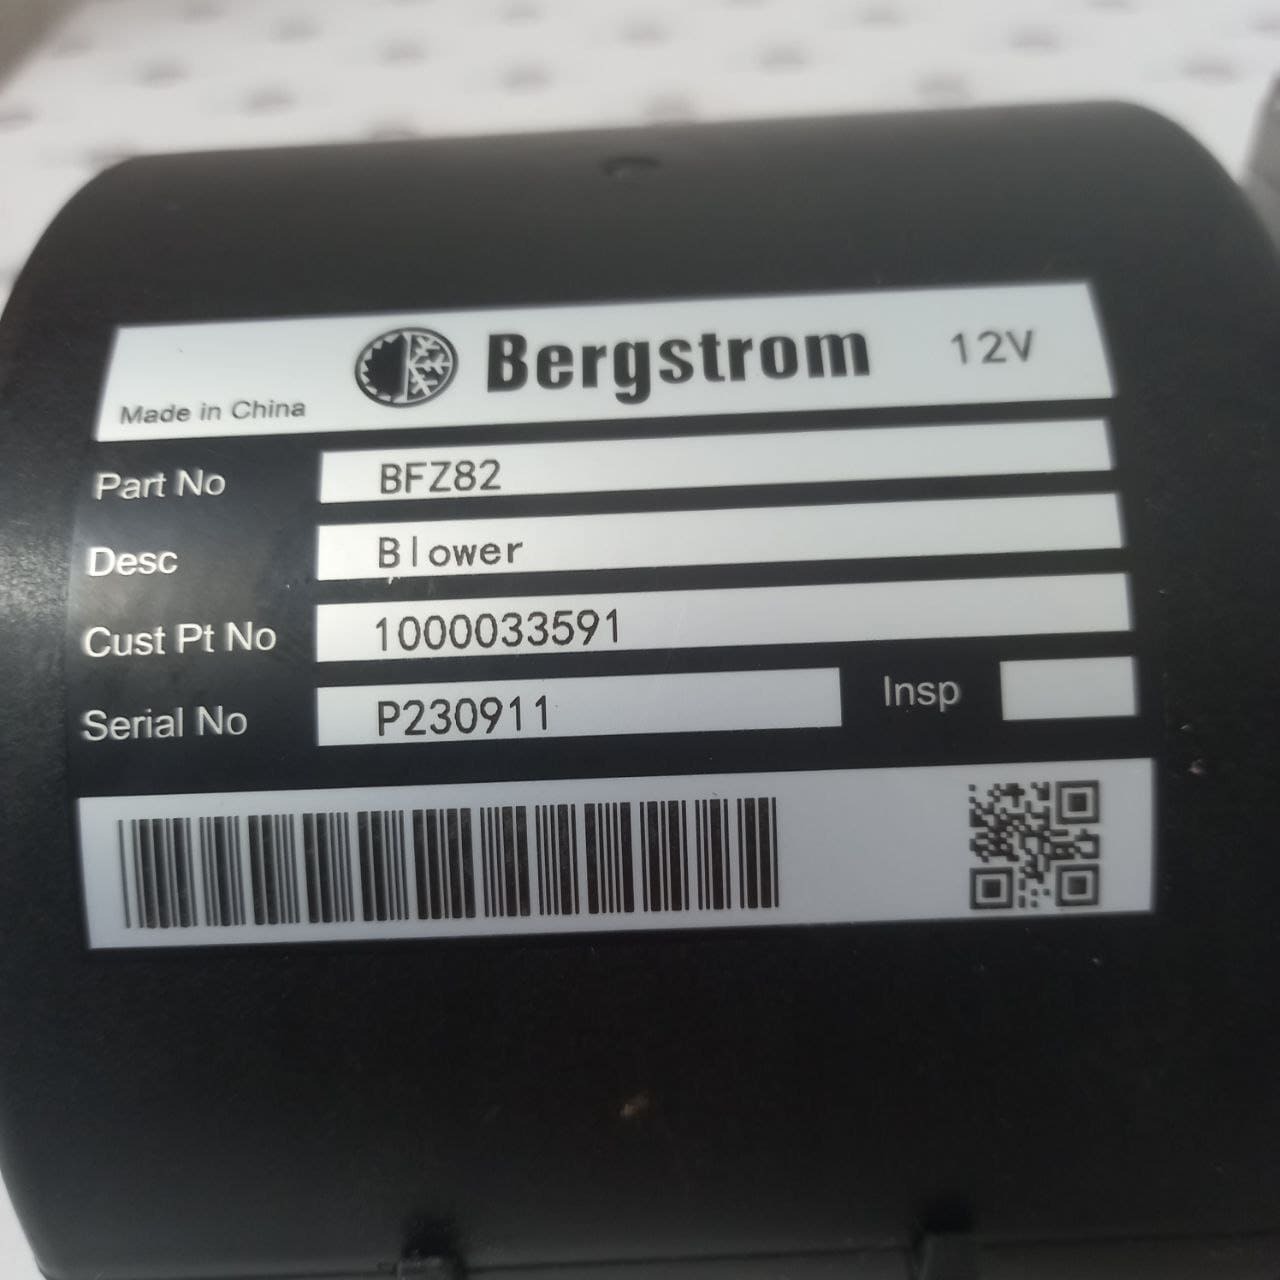 Bergstrom 12V
Made in China
Part No BFZ82
Desc Blower
Cust Pt No 1000033591
Serial No P230911 Insp